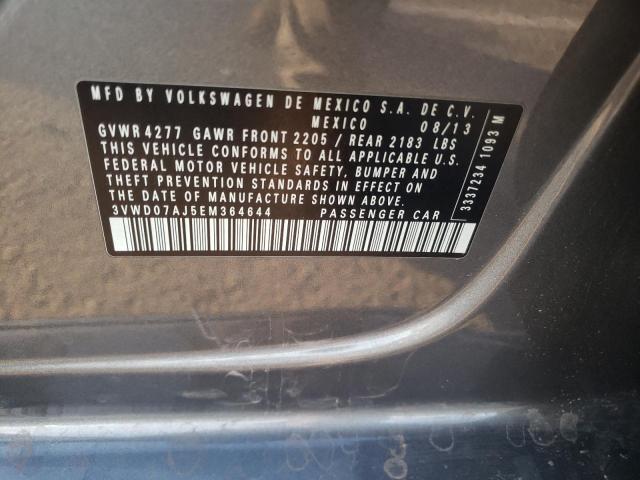 MFD BY VOLKSWAGEN DE MEXICO S.A. DE C.V.
MEXICO 08/13
GVWR 4277 GAWR FRONT 2205 / REAR 2183 LBS
THIS VEHICLE CONFORMS TO ALL APPLICABLE U.S.
FEDERAL MOTOR VEHICLE SAFETY, BUMPER AND
THEFT PREVENTION STANDARDS IN EFFECT ON
THE DATE OF MANUFACTURE SHOWN ABOVE.
3VWD07AJ5EM364644 PASSENGER CAR
3337234 1093 M